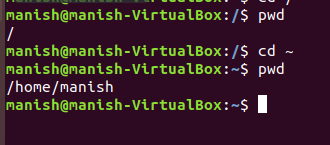 manish@manish-VirtualBox:/$ pwd
/
manish@manish-VirtualBox:/$ cd ~
manish@manish-VirtualBox:~$ pwd
/home/manish
manish@manish-VirtualBox:~$